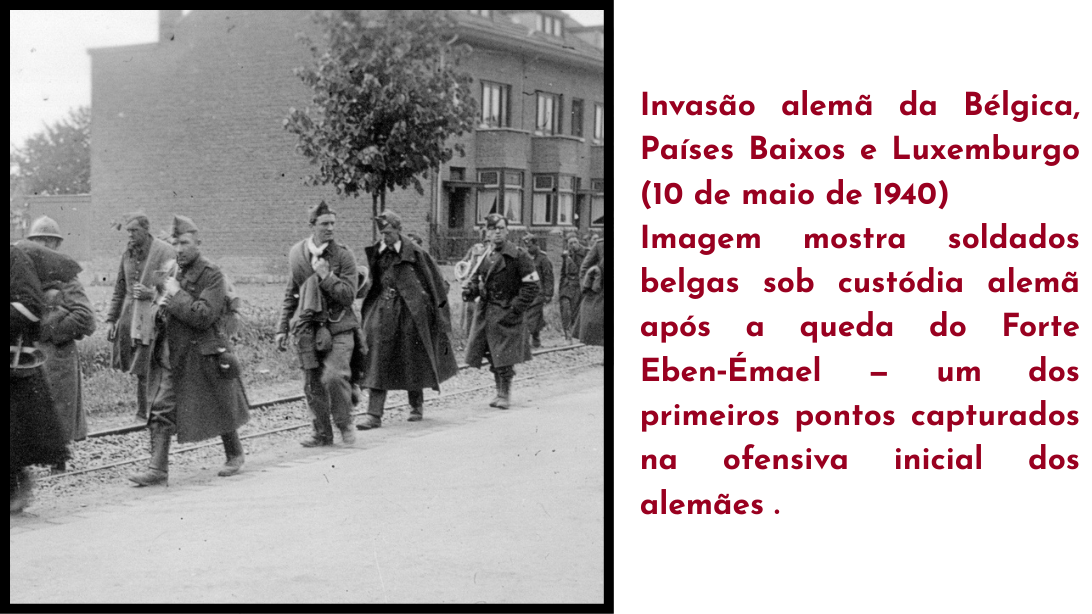 Invasão alemã da Bélgica,
Países Baixos e Luxemburgo
(10 de maio de 1940)
Imagem mostra soldados
belgas sob custódia alemã
após a queda do Forte
Eben-Émael – um dos
primeiros pontos capturados
na ofensiva inicial dos
alemães .